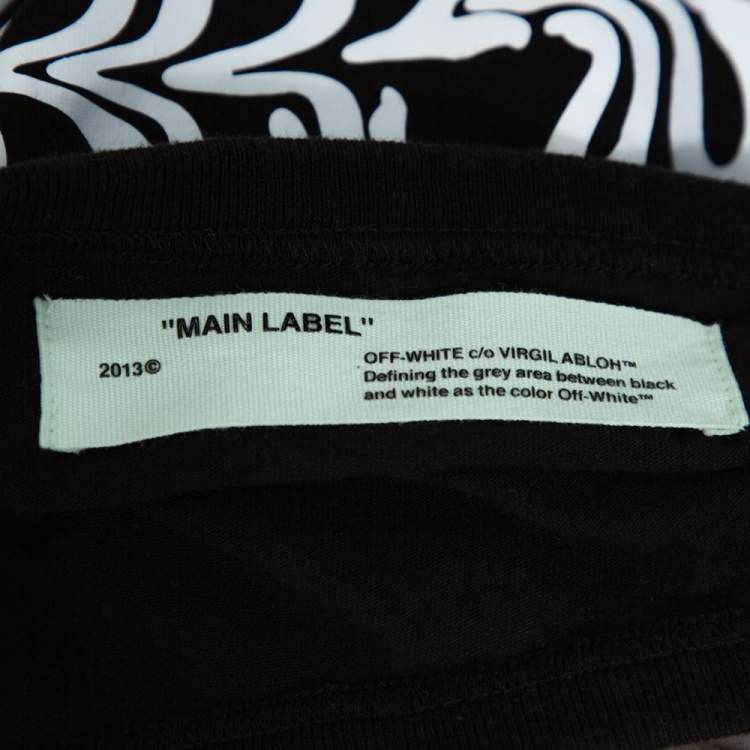 "MAIN LABEL"
2013©
OFF-WHITE c/o VIRGIL ABLOH™
Defining the grey area between black
and white as the color Off-White™